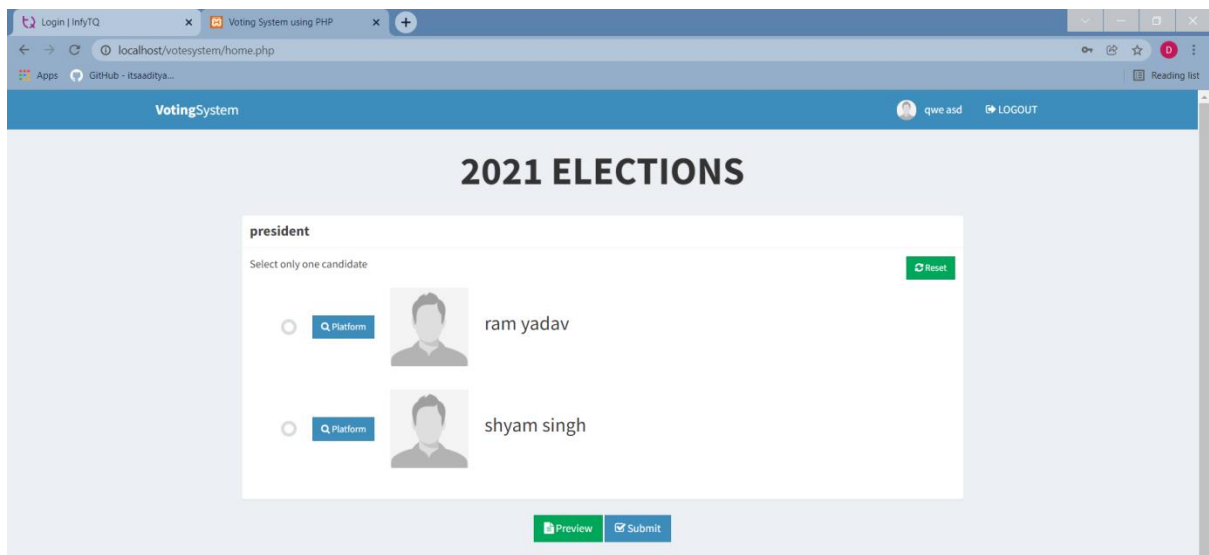 Login | InfyTQ
Voting System using PHP
localhost/votesystem/home.php
D
Apps
GitHub - itsaaditya...
Reading list
VotingSystem
qwe asd
LOGOUT
2021 ELECTIONS
president
Select only one candidate
Reset
Platform
ram yadav
Platform
shyam singh
Preview
Submit